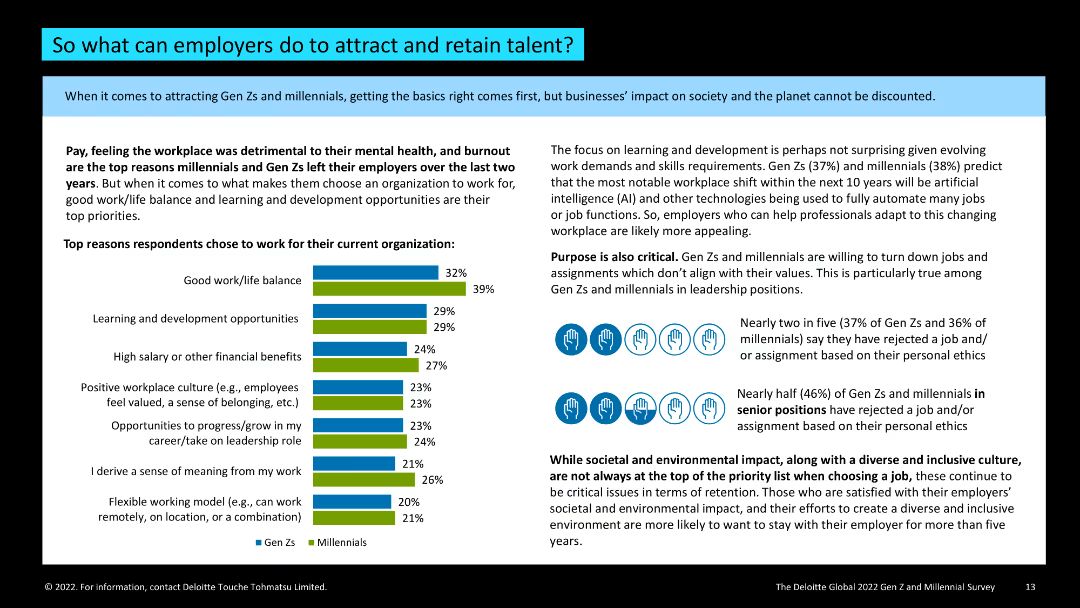 So what can employers do to attract and retain talent?
When it comes to attracting Gen Zs and millennials, getting the basics right comes first, but businesses’ impact on society and the planet cannot be discounted.
Pay, feeling the workplace was detrimental to their mental health, and burnout
are the top reasons millennials and Gen Zs left their employers over the last two
years. But when it comes to what makes them choose an organization to work for,
good work/life balance and learning and development opportunities are their
top priorities.
Top reasons respondents chose to work for their current organization:
Good work/life balance
32%
39%
Learning and development opportunities
29%
29%
High salary or other financial benefits
24%
27%
Positive workplace culture (e.g., employees
feel valued, a sense of belonging, etc.)
23%
23%
Opportunities to progress/grow in my
career/take on leadership role
23%
24%
I derive a sense of meaning from my work
21%
26%
Flexible working model (e.g., can work
remotely, on location, or a combination)
20%
21%
Gen Zs Millennials
The focus on learning and development is perhaps not surprising given evolving
work demands and skills requirements. Gen Zs (37%) and millennials (38%) predict
that the most notable workplace shift within the next 10 years will be artificial
intelligence (AI) and other technologies being used to fully automate many jobs
or job functions. So, employers who can help professionals adapt to this changing
workplace are likely more appealing.
Purpose is also critical. Gen Zs and millennials are willing to turn down jobs and
assignments which don’t align with their values. This is particularly true among
Gen Zs and millennials in leadership positions.
Nearly two in five (37% of Gen Zs and 36% of
millennials) say they have rejected a job and/
or assignment based on their personal ethics
Nearly half (46%) of Gen Zs and millennials in
senior positions have rejected a job and/or
assignment based on their personal ethics
While societal and environmental impact, along with a diverse and inclusive culture,
are not always at the top of the priority list when choosing a job, these continue to
be critical issues in terms of retention. Those who are satisfied with their employers’
societal and environmental impact, and their efforts to create a diverse and inclusive
environment are more likely to want to stay with their employer for more than five
years.
© 2022. For information, contact Deloitte Touche Tohmatsu Limited.
The Deloitte Global 2022 Gen Z and Millennial Survey 13